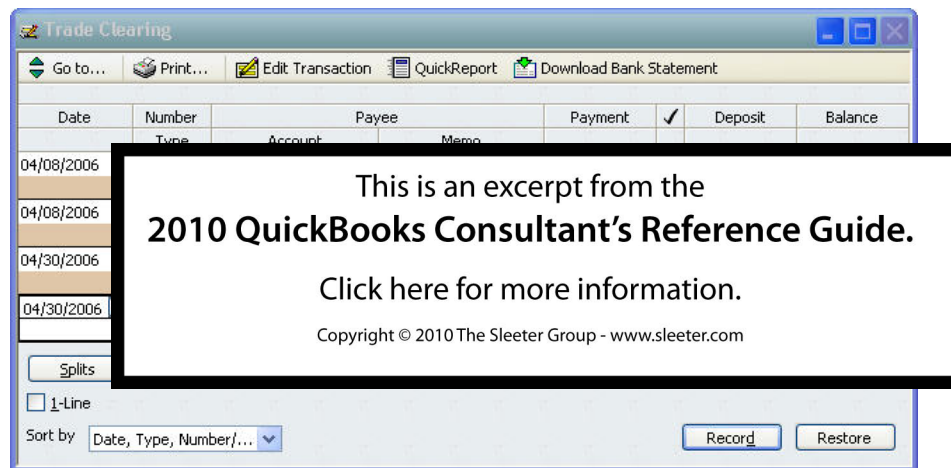 Trade Clearing
Go to... Print... Edit Transaction QuickReport Download Bank Statement
Date Number Payee Payment ✓ Deposit Balance
Type Account Memo
04/08/2006
04/08/2006
04/30/2006
04/30/2006
This is an excerpt from the
2010 QuickBooks Consultant's Reference Guide.
Click here for more information.
Copyright © 2010 The Sleeter Group - www.sleeter.com
Splits
1-Line
Sort by Date, Type, Number/...
Record Restore